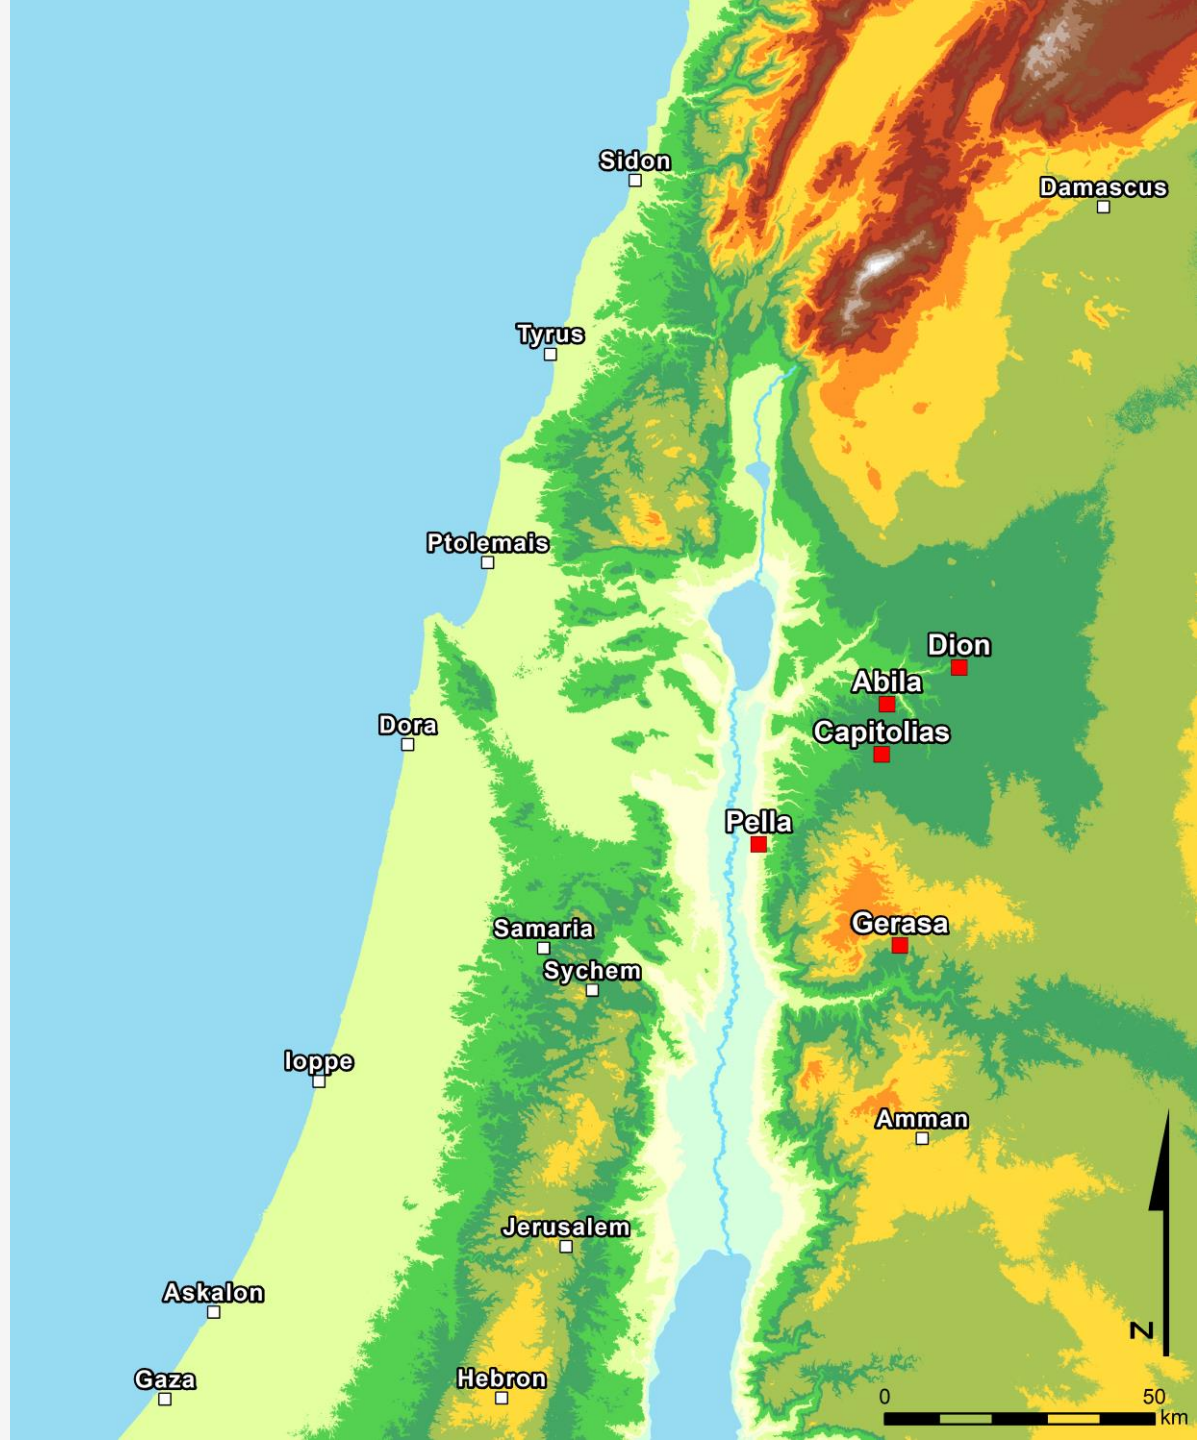 Sidon
Damascus
Tyrus
Ptolemais
Dion
Abila
Dora
Capitolias
Pella
Gerasa
Samaria
Sychem
Ioppe
Amman
Jerusalem
Askalon
N
Gaza
Hebron
0 50
km